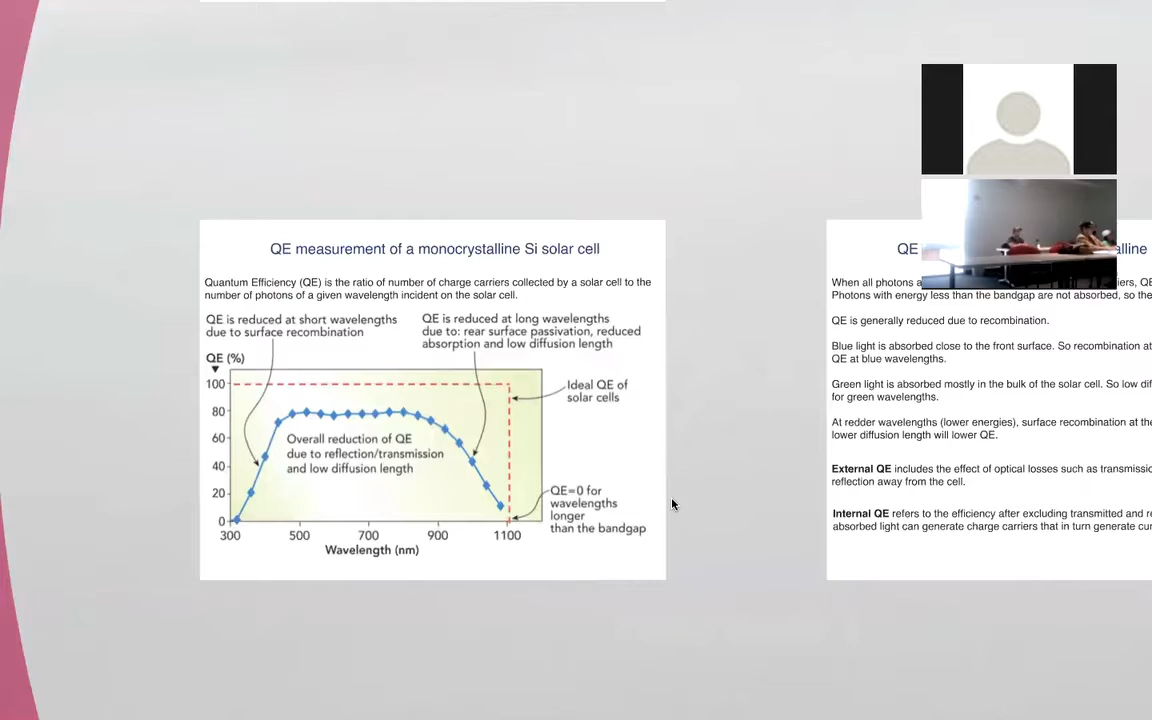 QE measurement of a monocrystalline Si solar cell
Quantum Efficiency (QE) is the ratio of number of charge carriers collected by a solar cell to the
number of photons of a given wavelength incident on the solar cell.
QE is reduced at short wavelengths
due to surface recombination
QE is reduced at long wavelengths
due to: rear surface passivation, reduced
absorption and low diffusion length
QE (%)
100
80
60
40
20
0
Overall reduction of QE
due to reflection/transmission
and low diffusion length
Ideal QE of
solar cells
QE=0 for
wavelengths
longer
than the bandgap
300 500 700 900 1100
Wavelength (nm)
QE
When all photons
Photons with energy less than the bandgap are not absorbed, so
QE is generally reduced due to recombination.
Blue light is absorbed close to the front surface. So recombination
QE at blue wavelengths.
Green light is absorbed mostly in the bulk of the solar cell. So low
for green wavelengths.
At redder wavelengths (lower energies), surface recombination at
lower diffusion length will lower QE.
External QE includes the effect of optical losses such as
reflection away from the cell.
Internal QE refers to the efficiency after excluding transmitted and
absorbed light can generate charge carriers that in turn generate